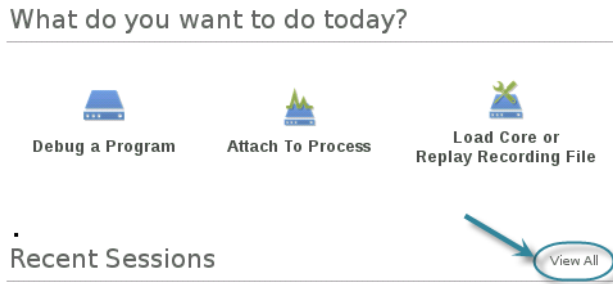 What do you want to do today?
Debug a Program
Attach To Process
Load Core or
Replay Recording File
.
Recent Sessions
View All